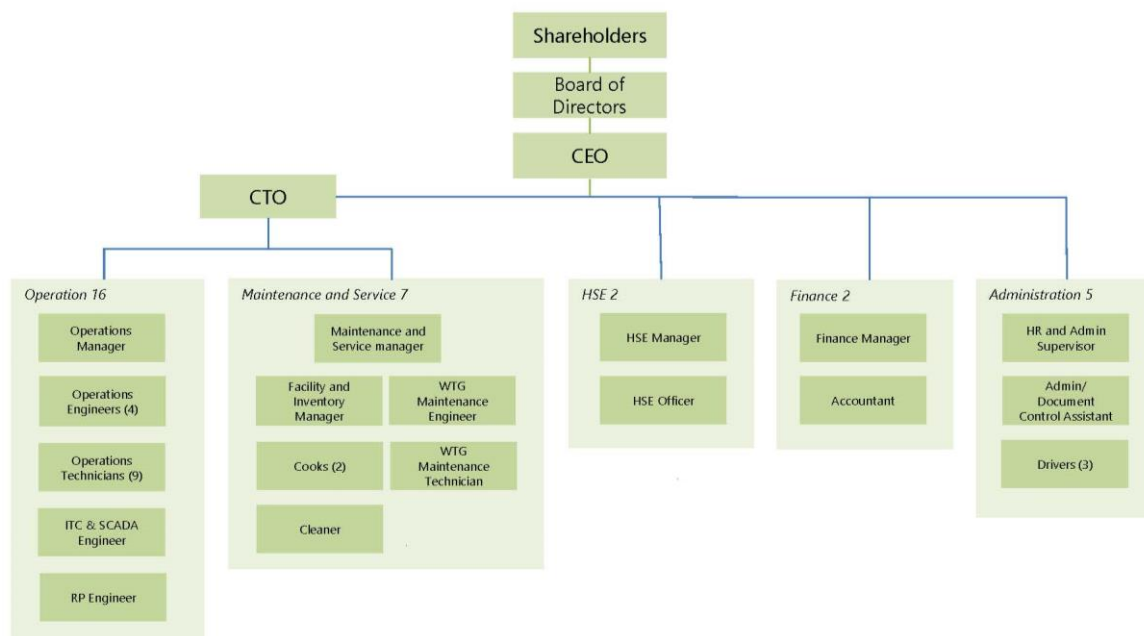 Shareholders
Board of
Directors
CEO
CTO
Operation 16
Operations
Manager
Operations
Engineers (4)
Operations
Technicians (9)
ITC & SCADA
Engineer
RP Engineer
Maintenance and Service 7
Maintenance and
Service manager
Facility and
Inventory
Manager
WTG
Maintenance
Engineer
Cooks (2)
WTG
Maintenance
Technician
Cleaner
HSE 2
HSE Manager
HSE Officer
Finance 2
Finance Manager
Accountant
Administration 5
HR and Admin
Supervisor
Admin/
Document
Control Assistant
Drivers (3)